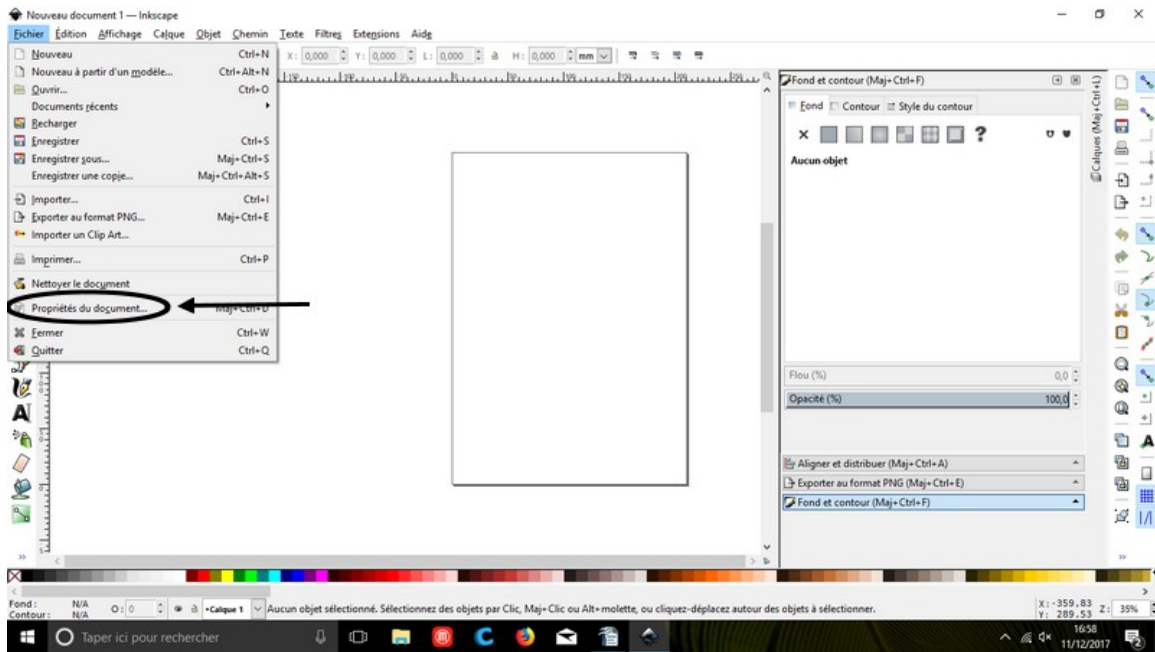 Nouveau document 1 — Inkscape
Fichier Édition Affichage Calque Objet Chemin Texte Filtres Extensions Aide
Nouveau Ctrl+N
Nouveau à partir d'un modèle... Ctrl+Alt+N
Ouvrir... Ctrl+O
Documents récents
Recharger
Enregistrer Ctrl+S
Enregistrer sous... Maj+Ctrl+S
Enregistrer une copie... Maj+Ctrl+Alt+S
Importer... Ctrl+I
Exporter au format PNG... Maj+Ctrl+E
Importer un Clip Art...
Imprimer... Ctrl+P
Nettoyer le document
Propriétés du document... Maj+Ctrl+D
Fermer Ctrl+W
Quitter Ctrl+Q
X: 0,000 Y: 0,000 L: 0,000 H: 0,000 mm
Fond et contour (Maj+Ctrl+F)
Fond Contour Style du contour
Aucun objet
Flou (%) 0,0
Opacité (%) 100,0
Aligner et distribuer (Maj+Ctrl+A)
Exporter au format PNG (Maj+Ctrl+E)
Fond et contour (Maj+Ctrl+F)
Calques (Maj+Ctrl+L)
Fond : N/A
Contour : N/A
O: 0
•Calque 1
Aucun objet sélectionné. Sélectionnez des objets par Clic, Maj+Clic ou Alt+molette, ou cliquez-déplacez autour des objets à sélectionner.
X:-359.83
Y: 289.53
Z: 35%
Taper ici pour rechercher
16:58
11/12/2017